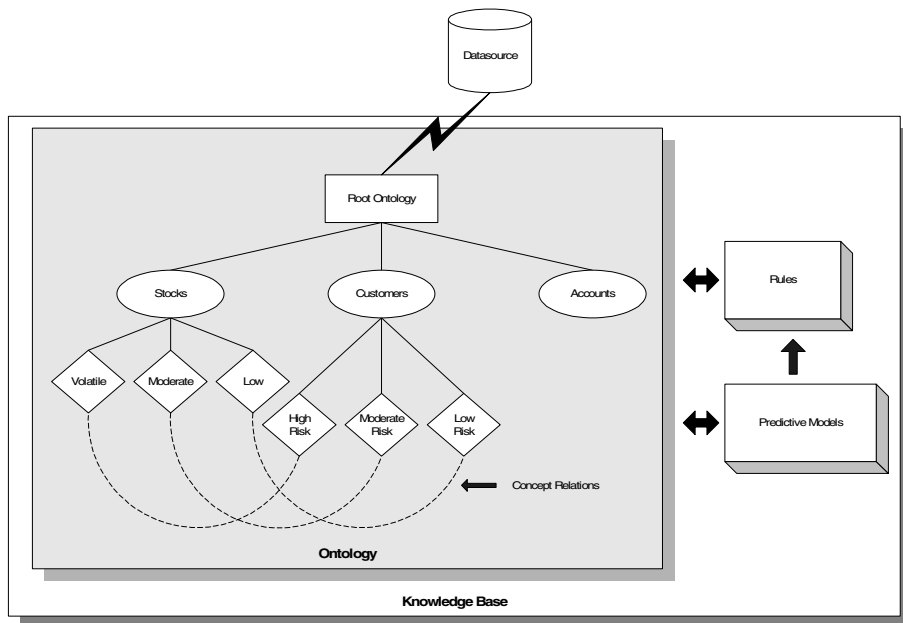 Datasource
Root Ontology
Stocks
Customers
Accounts
Rules
Volatile
Moderate
Low
High
Risk
Moderate
Risk
Low
Risk
Predictive Models
Concept Relations
Ontology
Knowledge Base